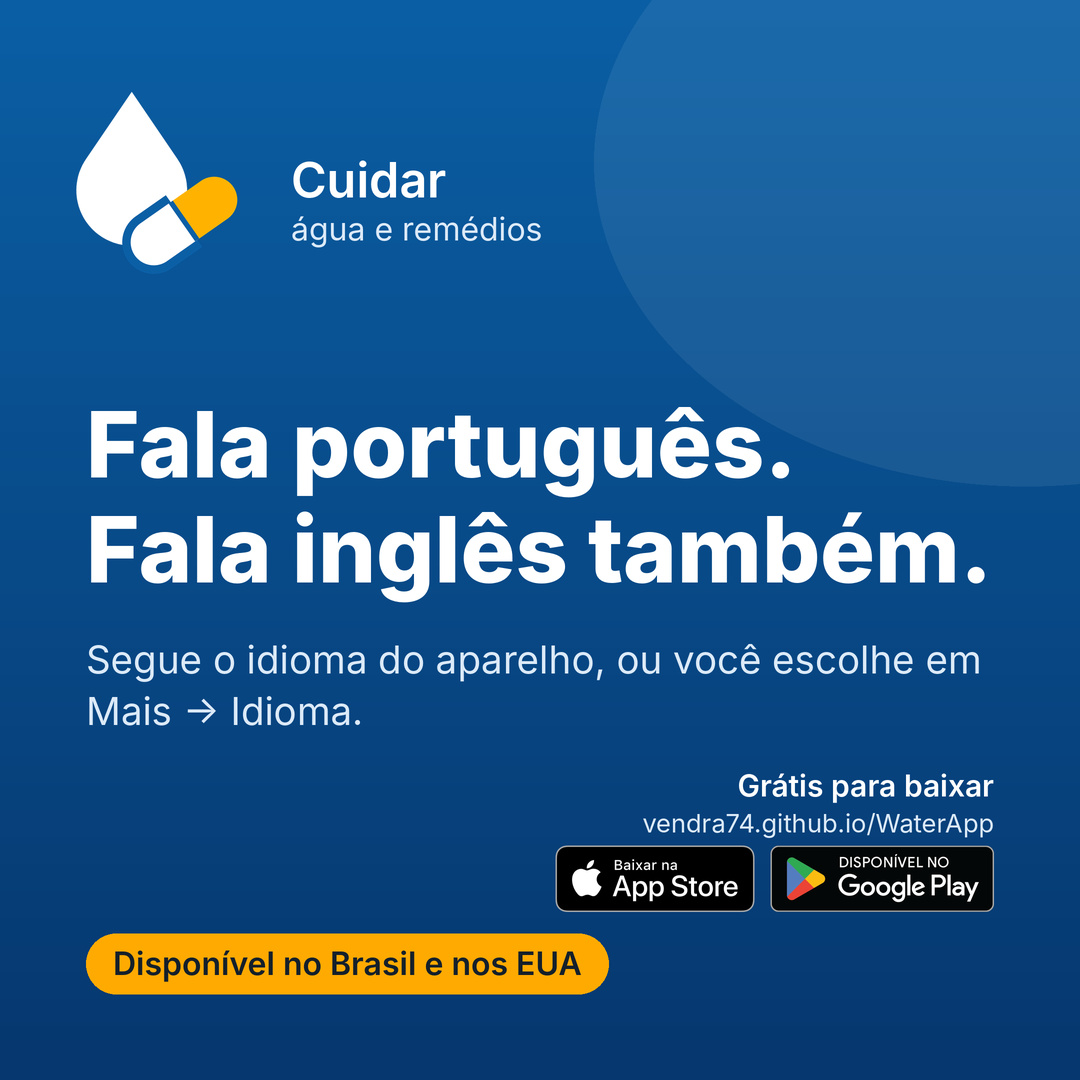 Cuidar
água e remédios
Fala português.
Fala inglês também.
Segue o idioma do aparelho, ou você escolhe em
Mais → Idioma.
Grátis para baixar
vendra74.github.io/WaterApp
Baixar na
App Store
DISPONÍVEL NO
Google Play
Disponível no Brasil e nos EUA